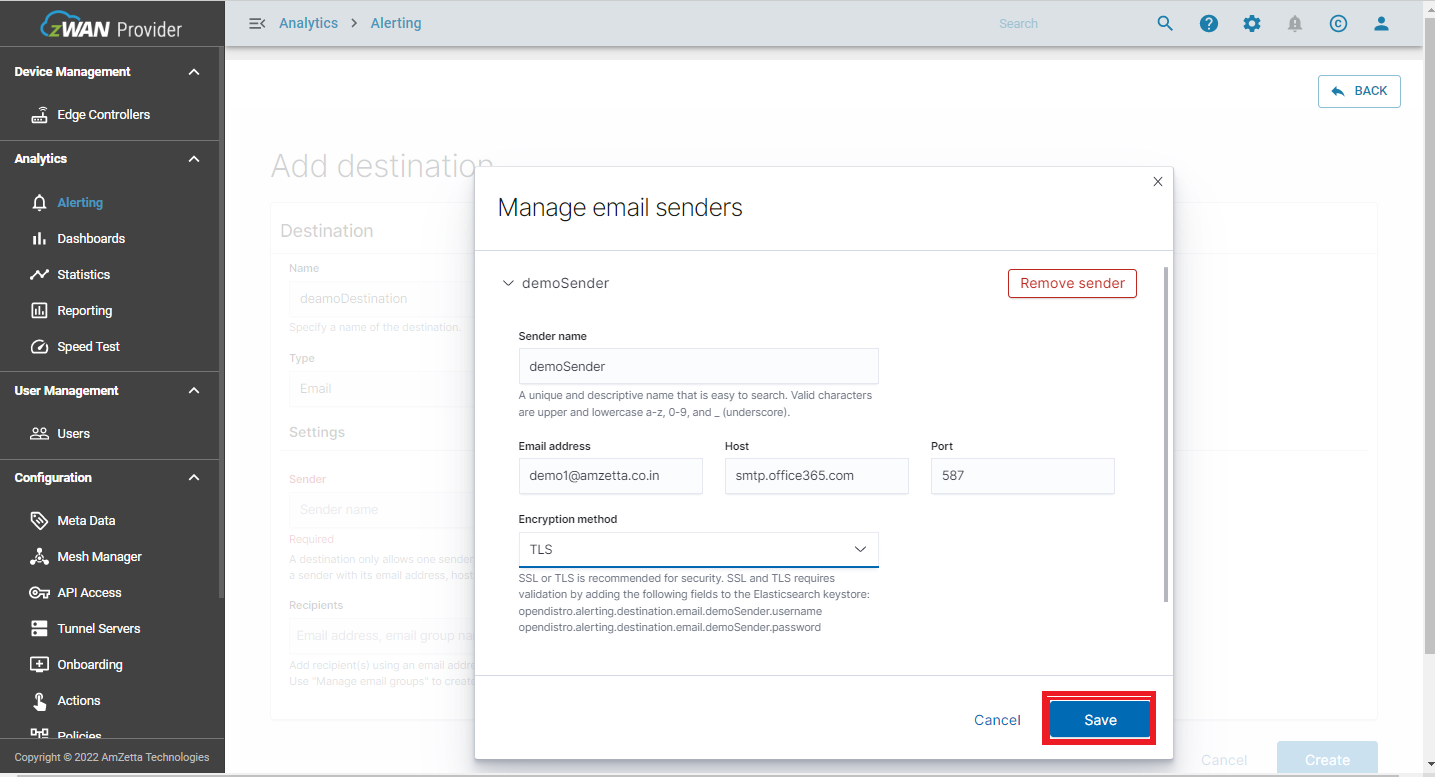 zWAN Provider
Analytics > Alerting
Search
Device Management
Edge Controllers
Analytics
Alerting
Dashboards
Statistics
Reporting
Speed Test
User Management
Users
Configuration
Meta Data
Mesh Manager
API Access
Tunnel Servers
Onboarding
Actions
Policies
Copyright © 2022 AmZetta Technologies
BACK
Add destination
Destination
Name
deamoDestination
Specify a name of the destination.
Type
Email
Settings
Sender
Sender name
Required
A destination only allows one sender
a sender with its email address, host
Recipients
Email address, email group na
Add recipient(s) using an email addre
Use "Manage email groups" to create
Cancel
Create
Manage email senders
demoSender
Remove sender
Sender name
demoSender
A unique and descriptive name that is easy to search. Valid characters
are upper and lowercase a-z, 0-9, and _ (underscore).
Email address Host Port
demo1@amzetta.co.in smtp.office365.com 587
Encryption method
TLS
SSL or TLS is recommended for security. SSL and TLS requires
validation by adding the following fields to the Elasticsearch keystore:
opendistro.alerting.destination.email.demoSender.username
opendistro.alerting.destination.email.demoSender.password
Cancel
Save